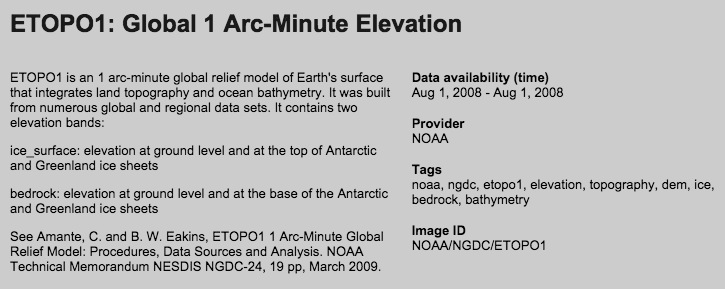 ETOPO1: Global 1 Arc-Minute Elevation
ETOPO1 is an 1 arc-minute global relief model of Earth's surface
that integrates land topography and ocean bathymetry. It was built
from numerous global and regional data sets. It contains two
elevation bands:
ice_surface: elevation at ground level and at the top of Antarctic
and Greenland ice sheets
bedrock: elevation at ground level and at the base of the Antarctic
and Greenland ice sheets
See Amante, C. and B. W. Eakins, ETOPO1 1 Arc-Minute Global
Relief Model: Procedures, Data Sources and Analysis. NOAA
Technical Memorandum NESDIS NGDC-24, 19 pp, March 2009.
Data availability (time)
Aug 1, 2008 - Aug 1, 2008
Provider
NOAA
Tags
noaa, ngdc, etopo1, elevation, topography, dem, ice,
bedrock, bathymetry
Image ID
NOAA/NGDC/ETOPO1